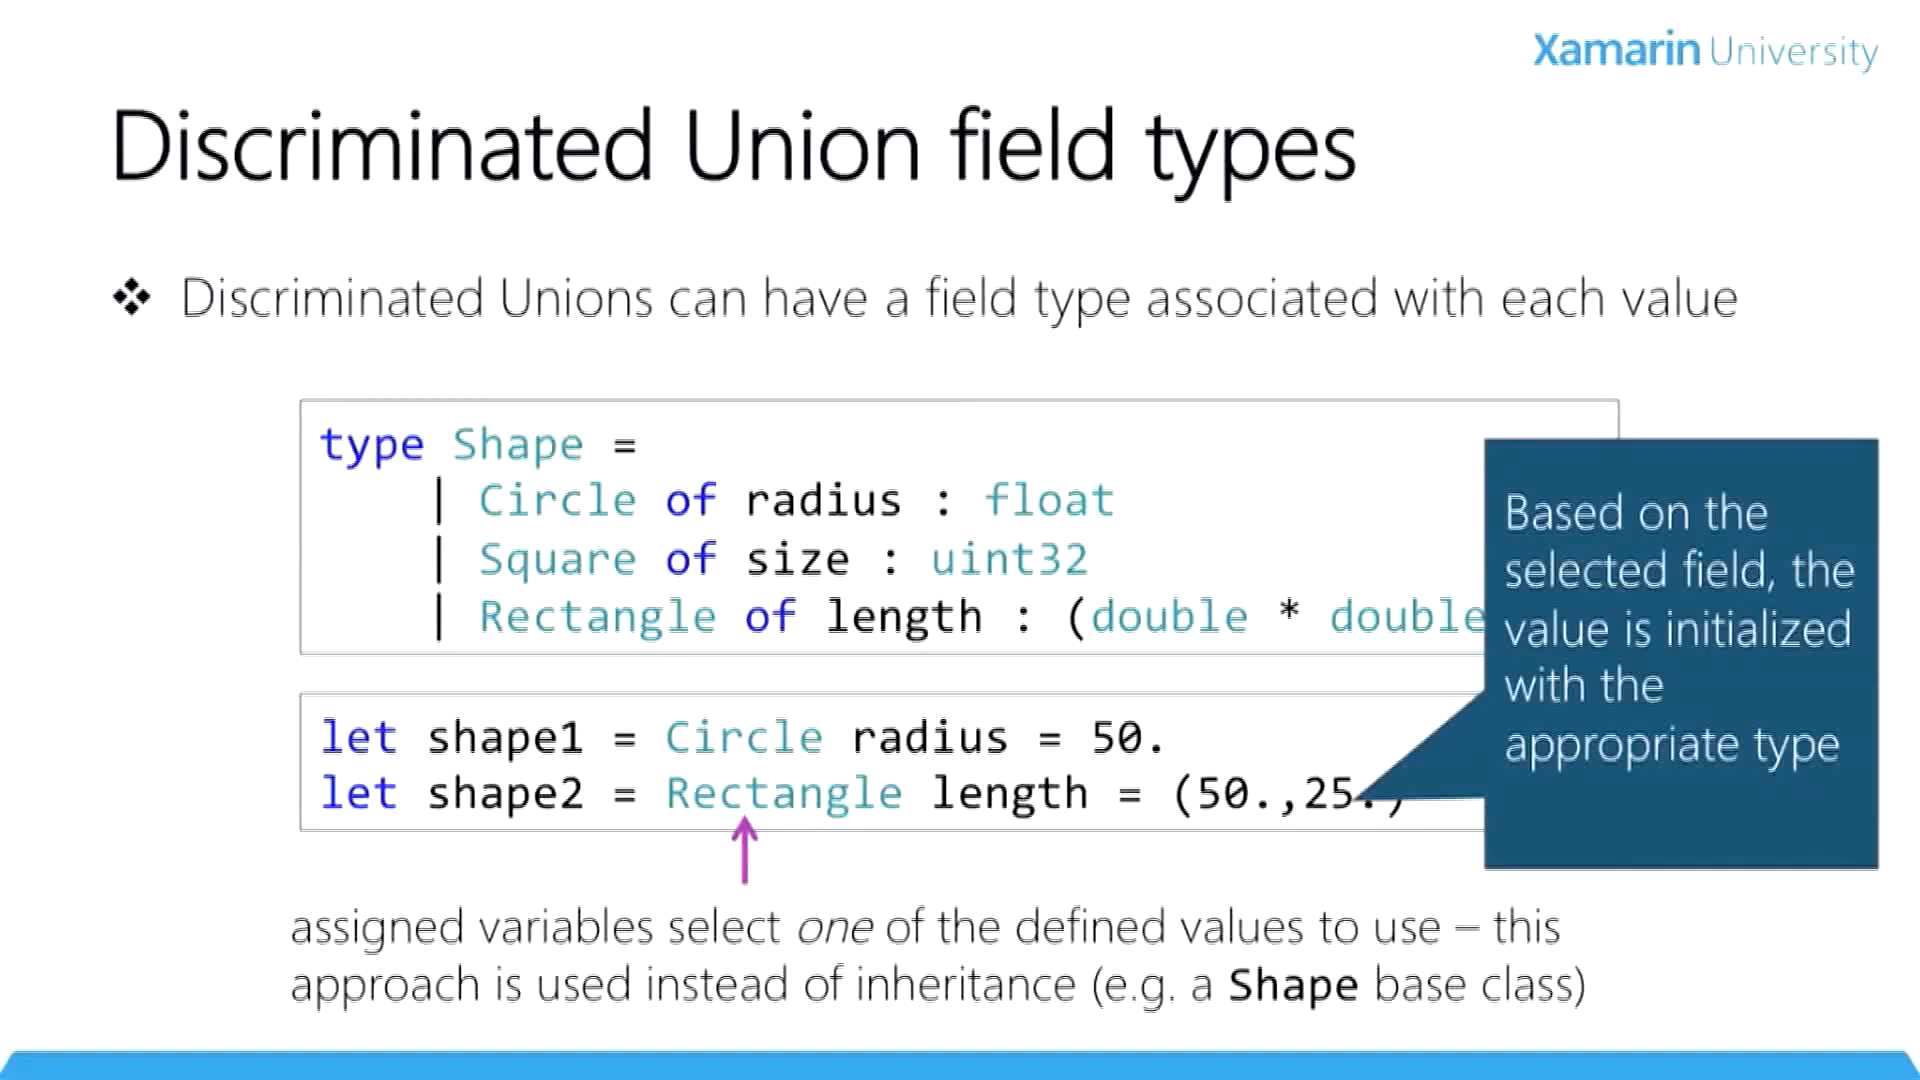 Xamarin University
Discriminated Union field types
❖ Discriminated Unions can have a field type associated with each value
type Shape =
| Circle of radius : float
| Square of size : uint32
| Rectangle of length : (double * double
let shape1 = Circle radius = 50.
let shape2 = Rectangle length = (50.,25.)
Based on the
selected field, the
value is initialized
with the
appropriate type
assigned variables select one of the defined values to use – this
approach is used instead of inheritance (e.g. a Shape base class)